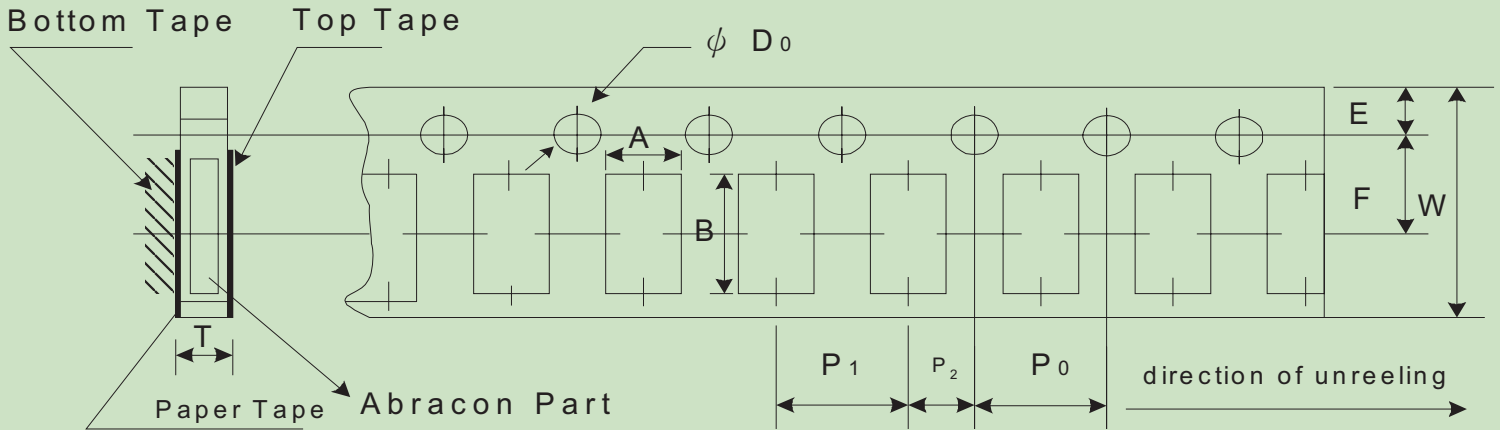 Bottom Tape
Top Tape
ϕ D0
E
A
F
W
B
T
P1
P2
P0
direction of unreeling
Paper Tape
Abracon Part